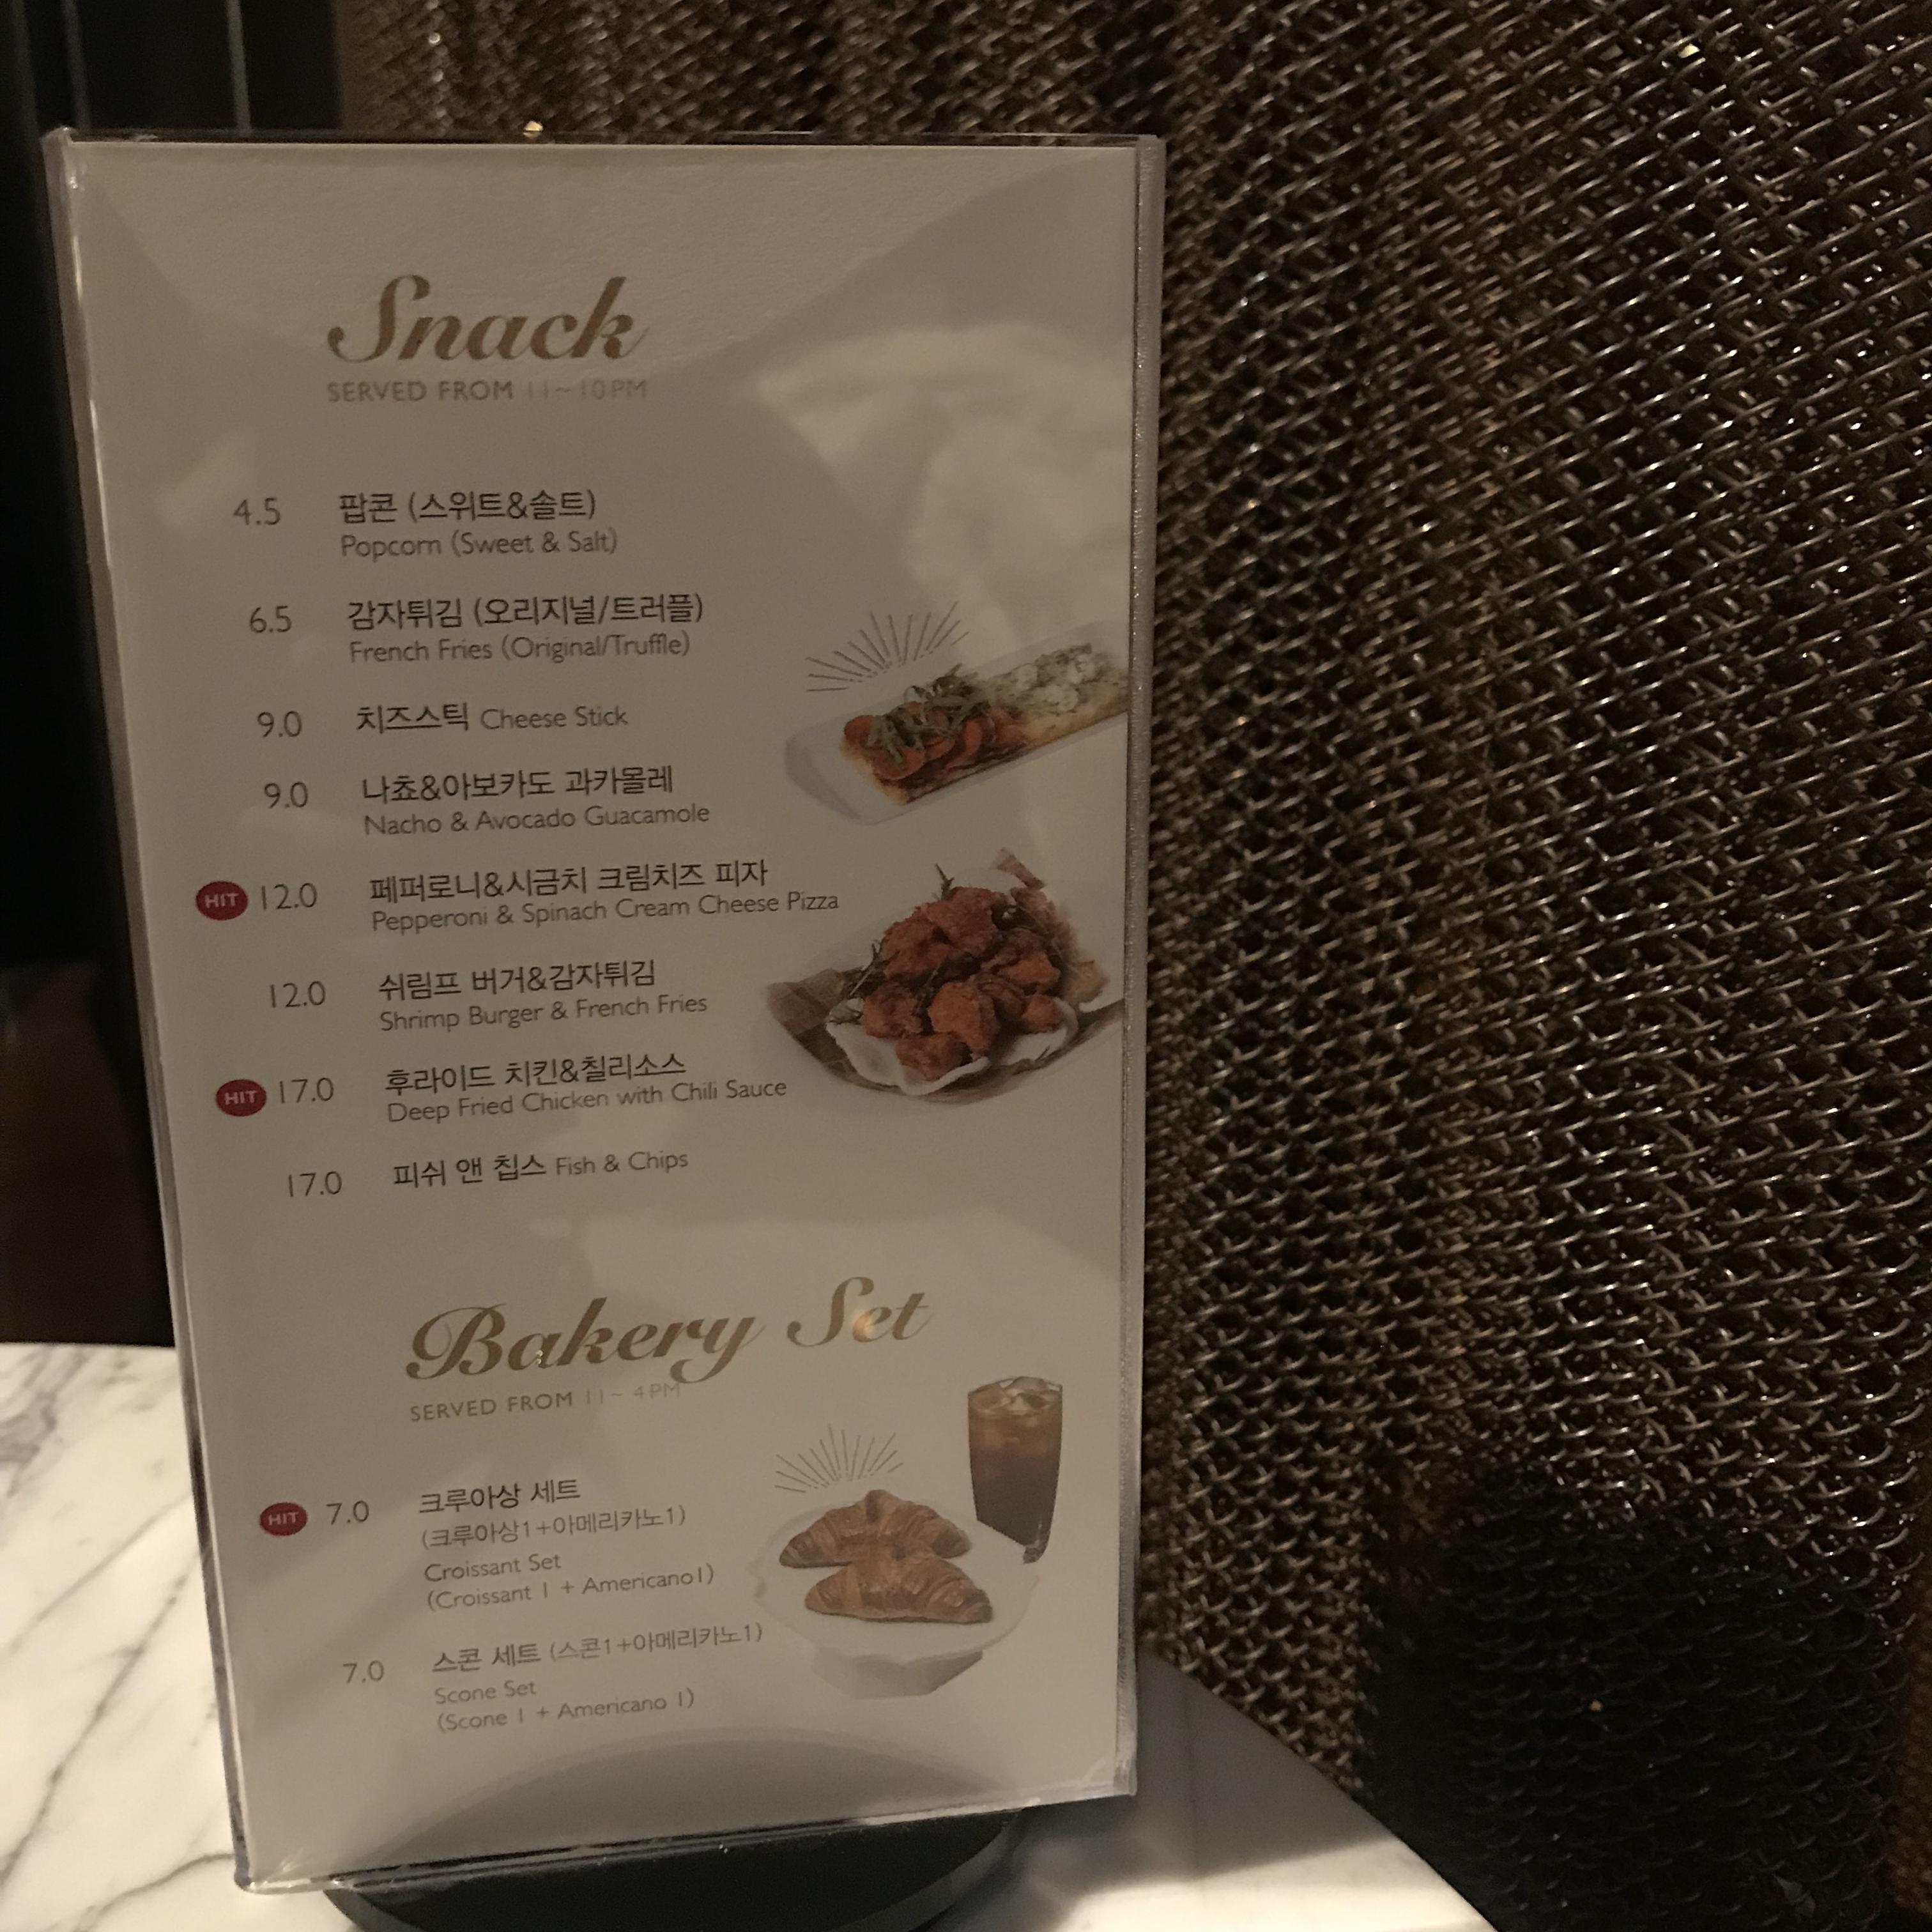 Snack
SERVED FROM 11~10PM
4.5 팝콘 (스위트&솔트)
Popcorn (Sweet & Salt)
6.5 감자튀김 (오리지널/트러플)
French Fries (Original/Truffle)
9.0 치즈스틱 Cheese Stick
9.0 나쵸&아보카도 과카몰레
Nacho & Avocado Guacamole
HIT 12.0 페퍼로니&시금치 크림치즈 피자
Pepperoni & Spinach Cream Cheese Pizza
12.0 쉬림프 버거&감자튀김
Shrimp Burger & French Fries
HIT 17.0 후라이드 치킨&칠리소스
Deep Fried Chicken with Chili Sauce
17.0 피쉬 앤 칩스 Fish & Chips
Bakery Set
SERVED FROM 11~ 4PM
HIT 7.0 크루아상 세트
(크루아상1+아메리카노1)
Croissant Set
(Croissant 1 + Americano1)
7.0 스콘 세트 (스콘1+아메리카노1)
Scone Set
(Scone 1 + Americano 1)